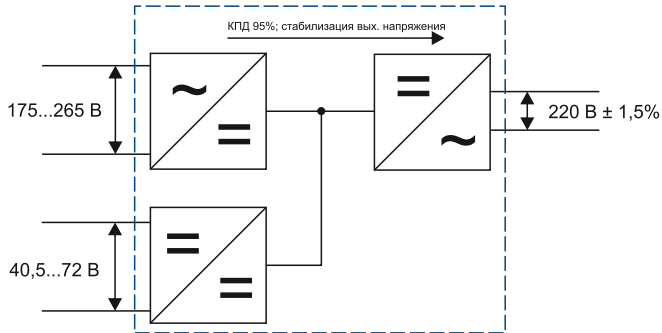 КПД 95%; стабилизация вых. напряжения
175...265 В
220 В ± 1,5%
40,5...72 В